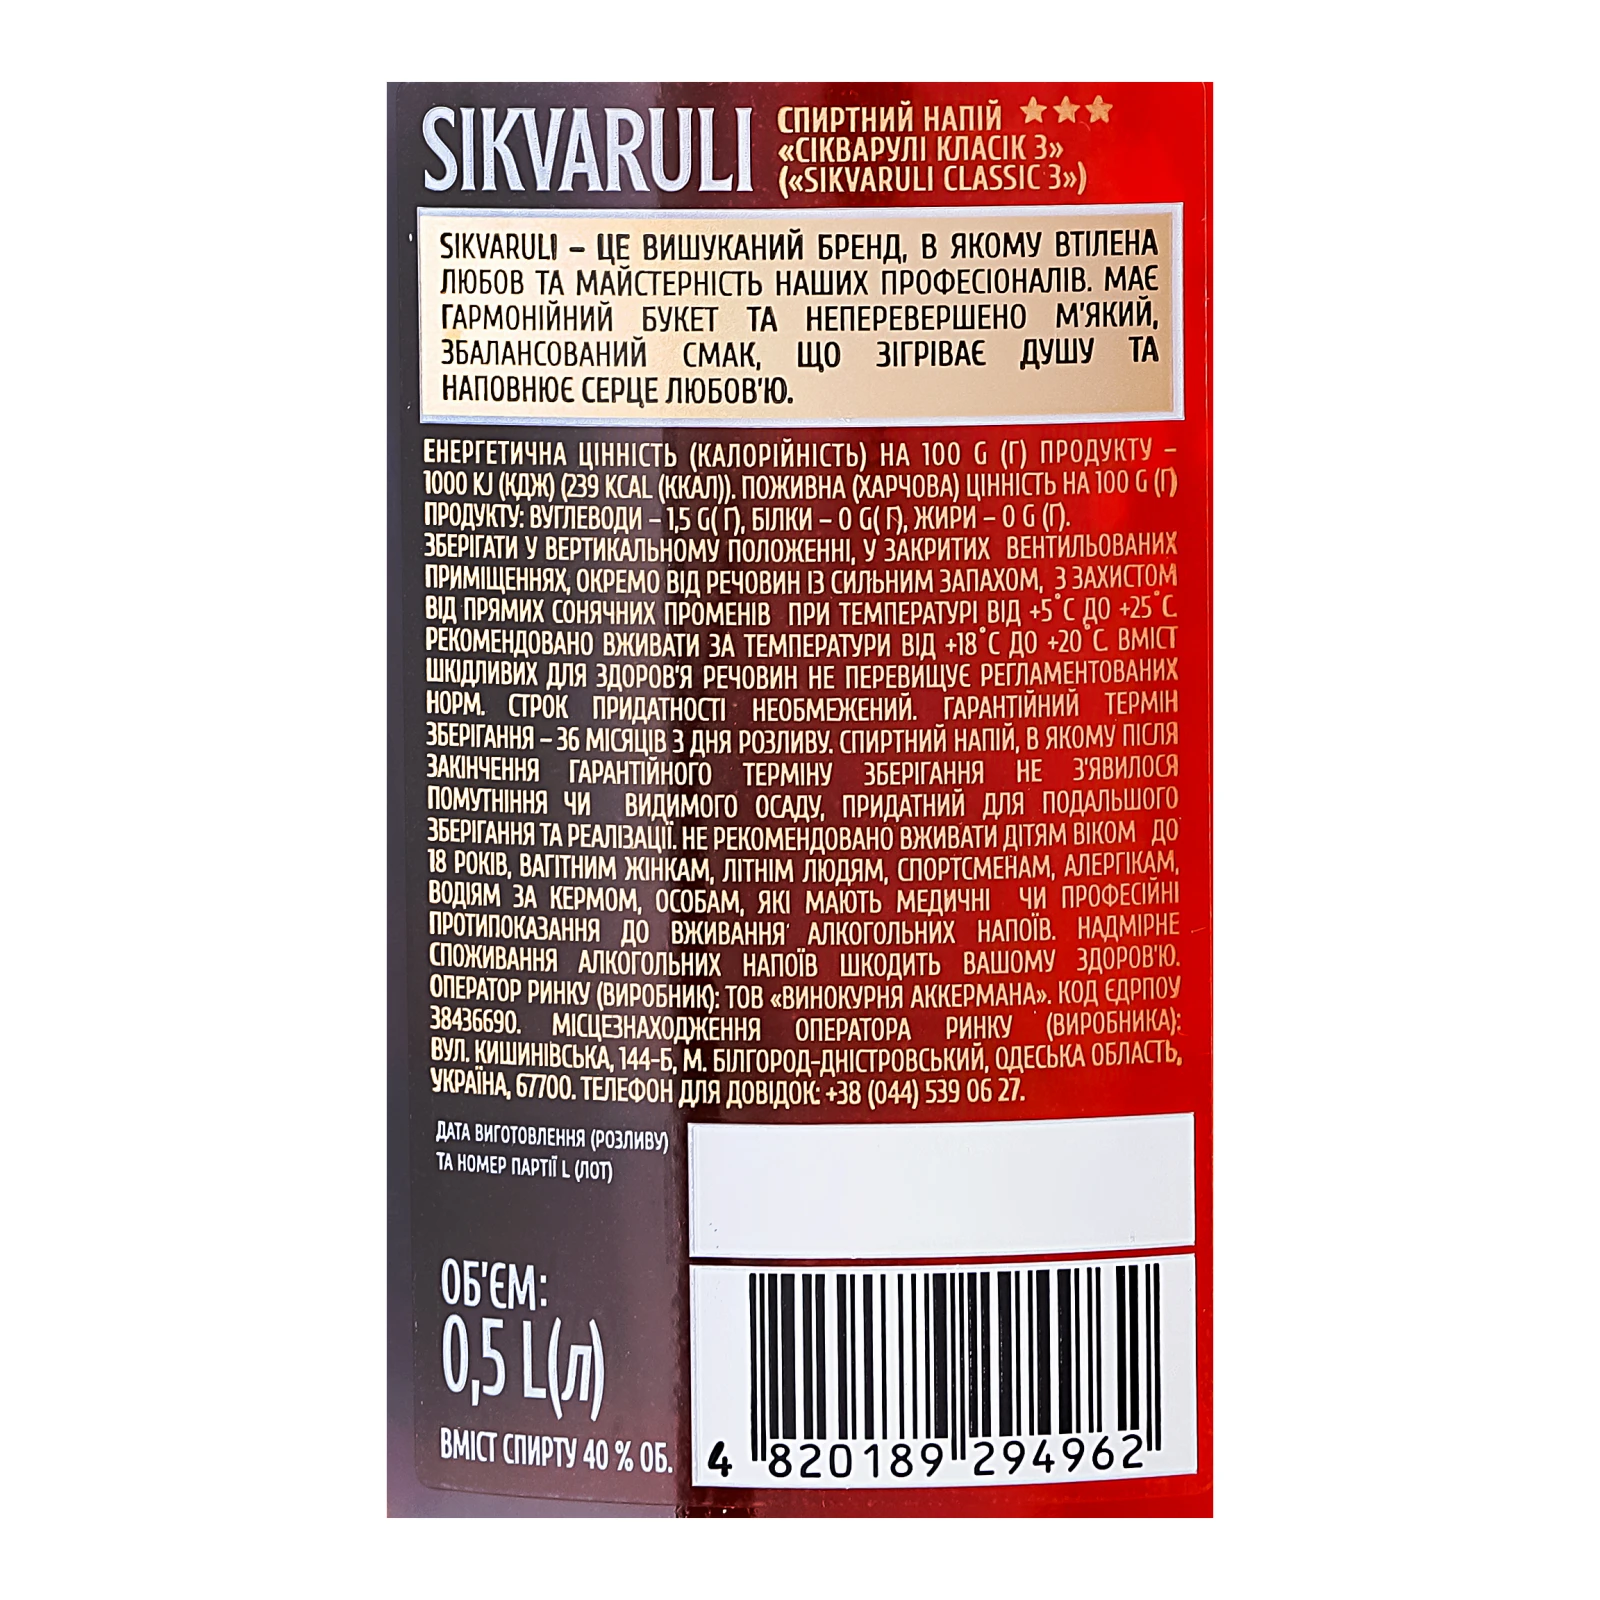 SIKVARULI
СПИРТНИЙ НАПІЙ
«СІКВАРУЛІ КЛАСІК 3»
(«SIKVARULI CLASSIC 3»)
SIKVARULI – ЦЕ ВИШУКАНИЙ БРЕНД, В ЯКОМУ ВТІЛЕНА
ЛЮБОВ ТА МАЙСТЕРНІСТЬ НАШИХ ПРОФЕСІОНАЛІВ. МАЄ
ГАРМОНІЙНИЙ БУКЕТ ТА НЕПЕРЕВЕРШЕНО М'ЯКИЙ,
ЗБАЛАНСОВАНИЙ СМАК, ЩО ЗІГРІВАЄ ДУШУ ТА
НАПОВНЮЄ СЕРЦЕ ЛЮБОВ'Ю.
ЕНЕРГЕТИЧНА ЦІННІСТЬ (КАЛОРІЙНІСТЬ) НА 100 G (Г) ПРОДУКТУ –
1000 KJ (КДЖ) (239 KCAL (ККАЛ)). ПОЖИВНА (ХАРЧОВА) ЦІННІСТЬ НА 100 G (Г)
ПРОДУКТУ: ВУГЛЕВОДИ – 1,5 G( Г), БІЛКИ – 0 G( Г), ЖИРИ – 0 G (Г).
ЗБЕРІГАТИ У ВЕРТИКАЛЬНОМУ ПОЛОЖЕННІ, У ЗАКРИТИХ ВЕНТИЛЬОВАНИХ
ПРИМІЩЕННЯХ, ОКРЕМО ВІД РЕЧОВИН ІЗ СИЛЬНИМ ЗАПАХОМ, З ЗАХИСТОМ
ВІД ПРЯМИХ СОНЯЧНИХ ПРОМЕНІВ ПРИ ТЕМПЕРАТУРІ ВІД +5˚С ДО +25˚С.
РЕКОМЕНДОВАНО ВЖИВАТИ ЗА ТЕМПЕРАТУРИ ВІД +18˚С ДО +20˚С. ВМІСТ
ШКІДЛИВИХ ДЛЯ ЗДОРОВ'Я РЕЧОВИН НЕ ПЕРЕВИЩУЄ РЕГЛАМЕНТОВАНИХ
НОРМ. СТРОК ПРИДАТНОСТІ НЕОБМЕЖЕНИЙ. ГАРАНТІЙНИЙ ТЕРМІН
ЗБЕРІГАННЯ – 36 МІСЯЦІВ З ДНЯ РОЗЛИВУ. СПИРТНИЙ НАПІЙ, В ЯКОМУ ПІСЛЯ
ЗАКІНЧЕННЯ ГАРАНТІЙНОГО ТЕРМІНУ ЗБЕРІГАННЯ НЕ З'ЯВИЛОСЯ
ПОМУТНІННЯ ЧИ ВИДИМОГО ОСАДУ, ПРИДАТНИЙ ДЛЯ ПОДАЛЬШОГО
ЗБЕРІГАННЯ ТА РЕАЛІЗАЦІЇ. НЕ РЕКОМЕНДОВАНО ВЖИВАТИ ДІТЯМ ВІКОМ ДО
18 РОКІВ, ВАГІТНИМ ЖІНКАМ, ЛІТНІМ ЛЮДЯМ, СПОРТСМЕНАМ, АЛЕРГІКАМ,
ВОДІЯМ ЗА КЕРМОМ, ОСОБАМ, ЯКІ МАЮТЬ МЕДИЧНІ ЧИ ПРОФЕСІЙНІ
ПРОТИПОКАЗАННЯ ДО ВЖИВАННЯ АЛКОГОЛЬНИХ НАПОЇВ. НАДМІРНЕ
СПОЖИВАННЯ АЛКОГОЛЬНИХ НАПОЇВ ШКОДИТЬ ВАШОМУ ЗДОРОВ'Ю.
ОПЕРАТОР РИНКУ (ВИРОБНИК): ТОВ «ВИНОКУРНЯ АККЕРМАНА». КОД ЄДРПОУ
38436690. МІСЦЕЗНАХОДЖЕННЯ ОПЕРАТОРА РИНКУ (ВИРОБНИКА):
ВУЛ. КИШИНІВСЬКА, 144-Б, М. БІЛГОРОД-ДНІСТРОВСЬКИЙ, ОДЕСЬКА ОБЛАСТЬ,
УКРАЇНА, 67700. ТЕЛЕФОН ДЛЯ ДОВІДОК: +38 (044) 539 06 27.
ДАТА ВИГОТОВЛЕННЯ (РОЗЛИВУ)
ТА НОМЕР ПАРТІЇ L (ЛОТ)
ОБ'ЄМ:
0,5 L(л)
ВМІСТ СПИРТУ 40 % ОБ.
4 820189 294962